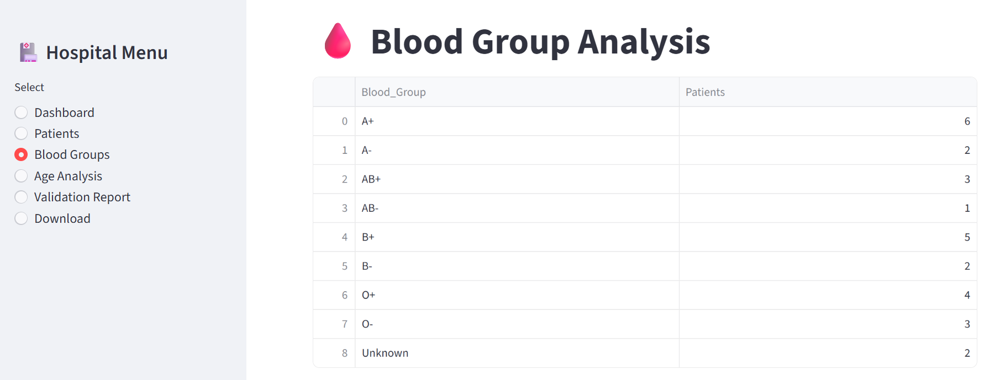 Hospital Menu
Select
Dashboard
Patients
Blood Groups
Age Analysis
Validation Report
Download
Blood Group Analysis
Blood_Group Patients
0 A+ 6
1 A- 2
2 AB+ 3
3 AB- 1
4 B+ 5
5 B- 2
6 O+ 4
7 O- 3
8 Unknown 2